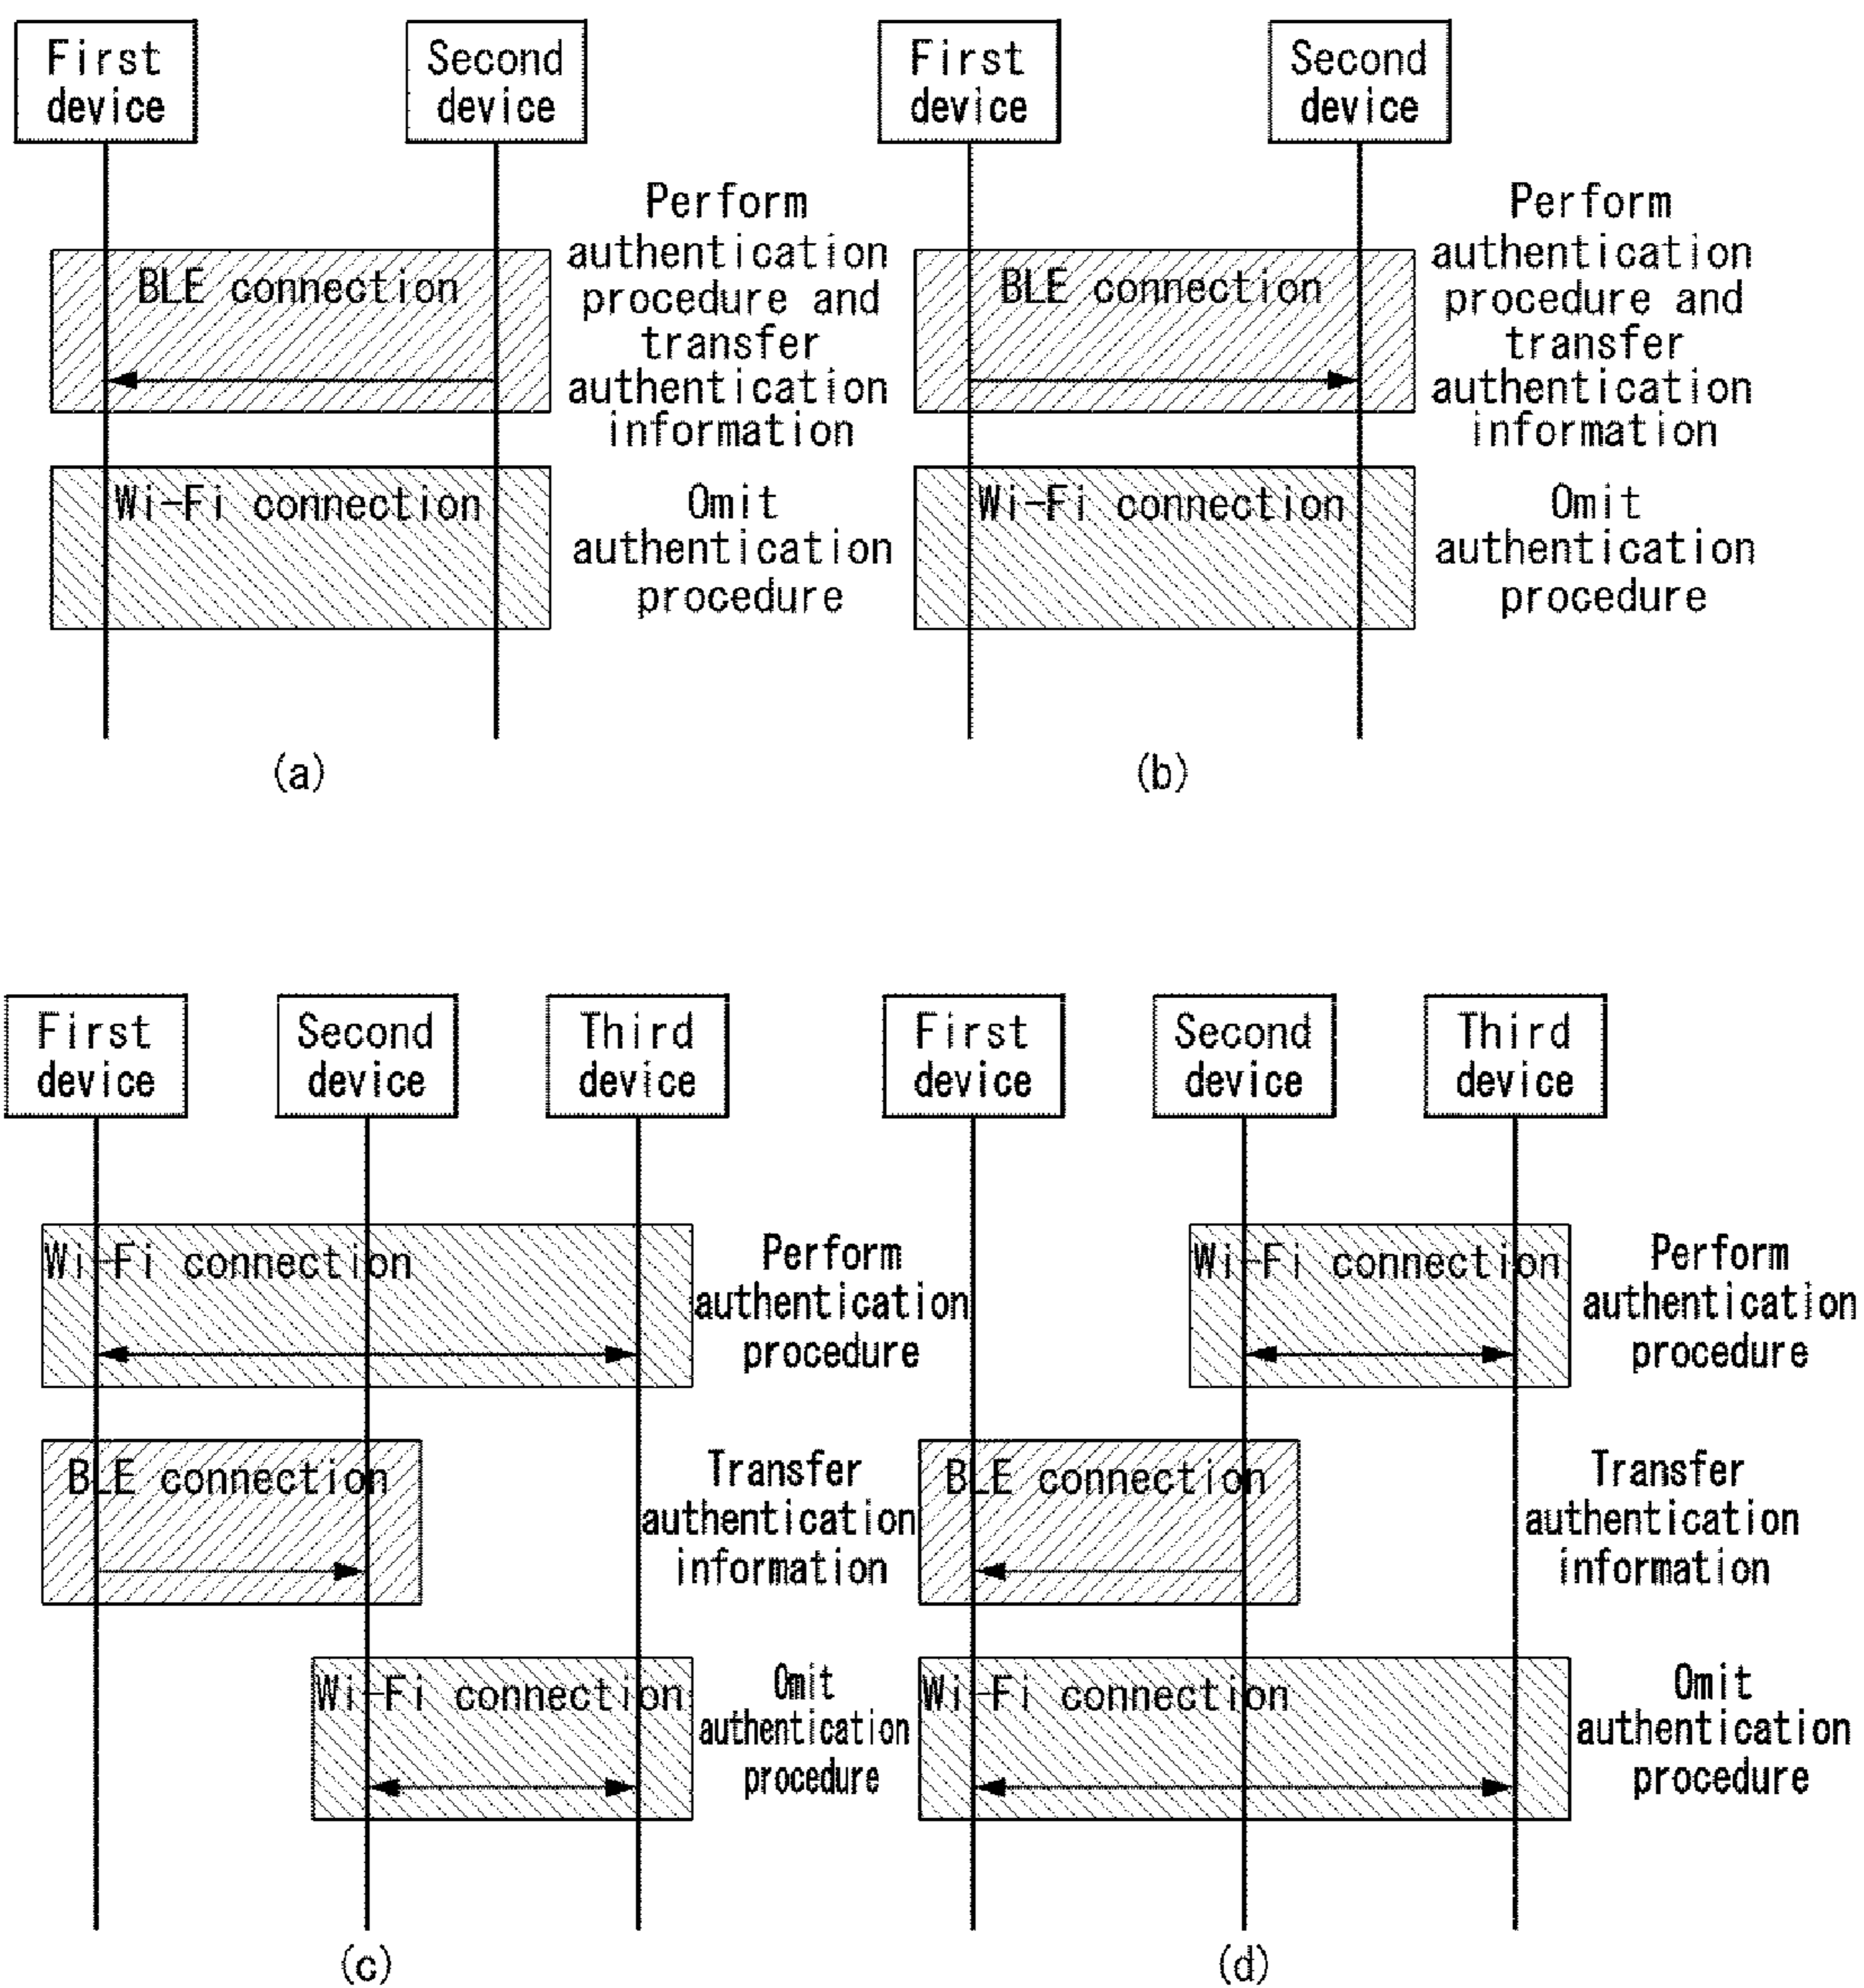 First
device
Second
device
Perform
authentication
procedure and
transfer
authentication
information
BLE connection
Wi-Fi connection
Omit
authentication
procedure
(a)
First
device
Second
device
Perform
authentication
procedure and
transfer
authentication
information
BLE connection
Wi-Fi connection
Omit
authentication
procedure
(b)
First
device
Second
device
Third
device
Wi-Fi connection
Perform
authentication
procedure
BLE connection
Transfer
authentication
information
Wi-Fi connection
Omit
authentication
procedure
(c)
First
device
Second
device
Third
device
Wi-Fi connection
Perform
authentication
procedure
BLE connection
Transfer
authentication
information
Wi-Fi connection
Omit
authentication
procedure
(d)